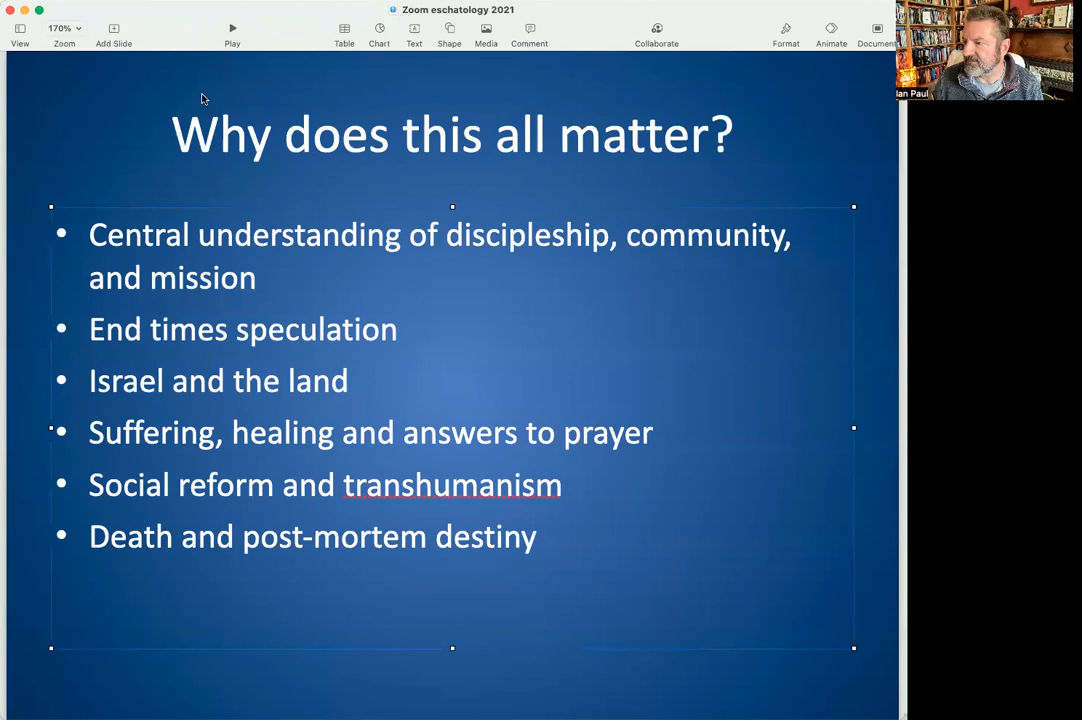 Zoom eschatology 2021
170%
View
Zoom
Add Slide
Play
Table
Chart
Text
Shape
Media
Comment
Collaborate
Format
Animate
Document
Ian Paul
Why does this all matter?
• Central understanding of discipleship, community,
and mission
• End times speculation
• Israel and the land
• Suffering, healing and answers to prayer
• Social reform and transhumanism
• Death and post-mortem destiny